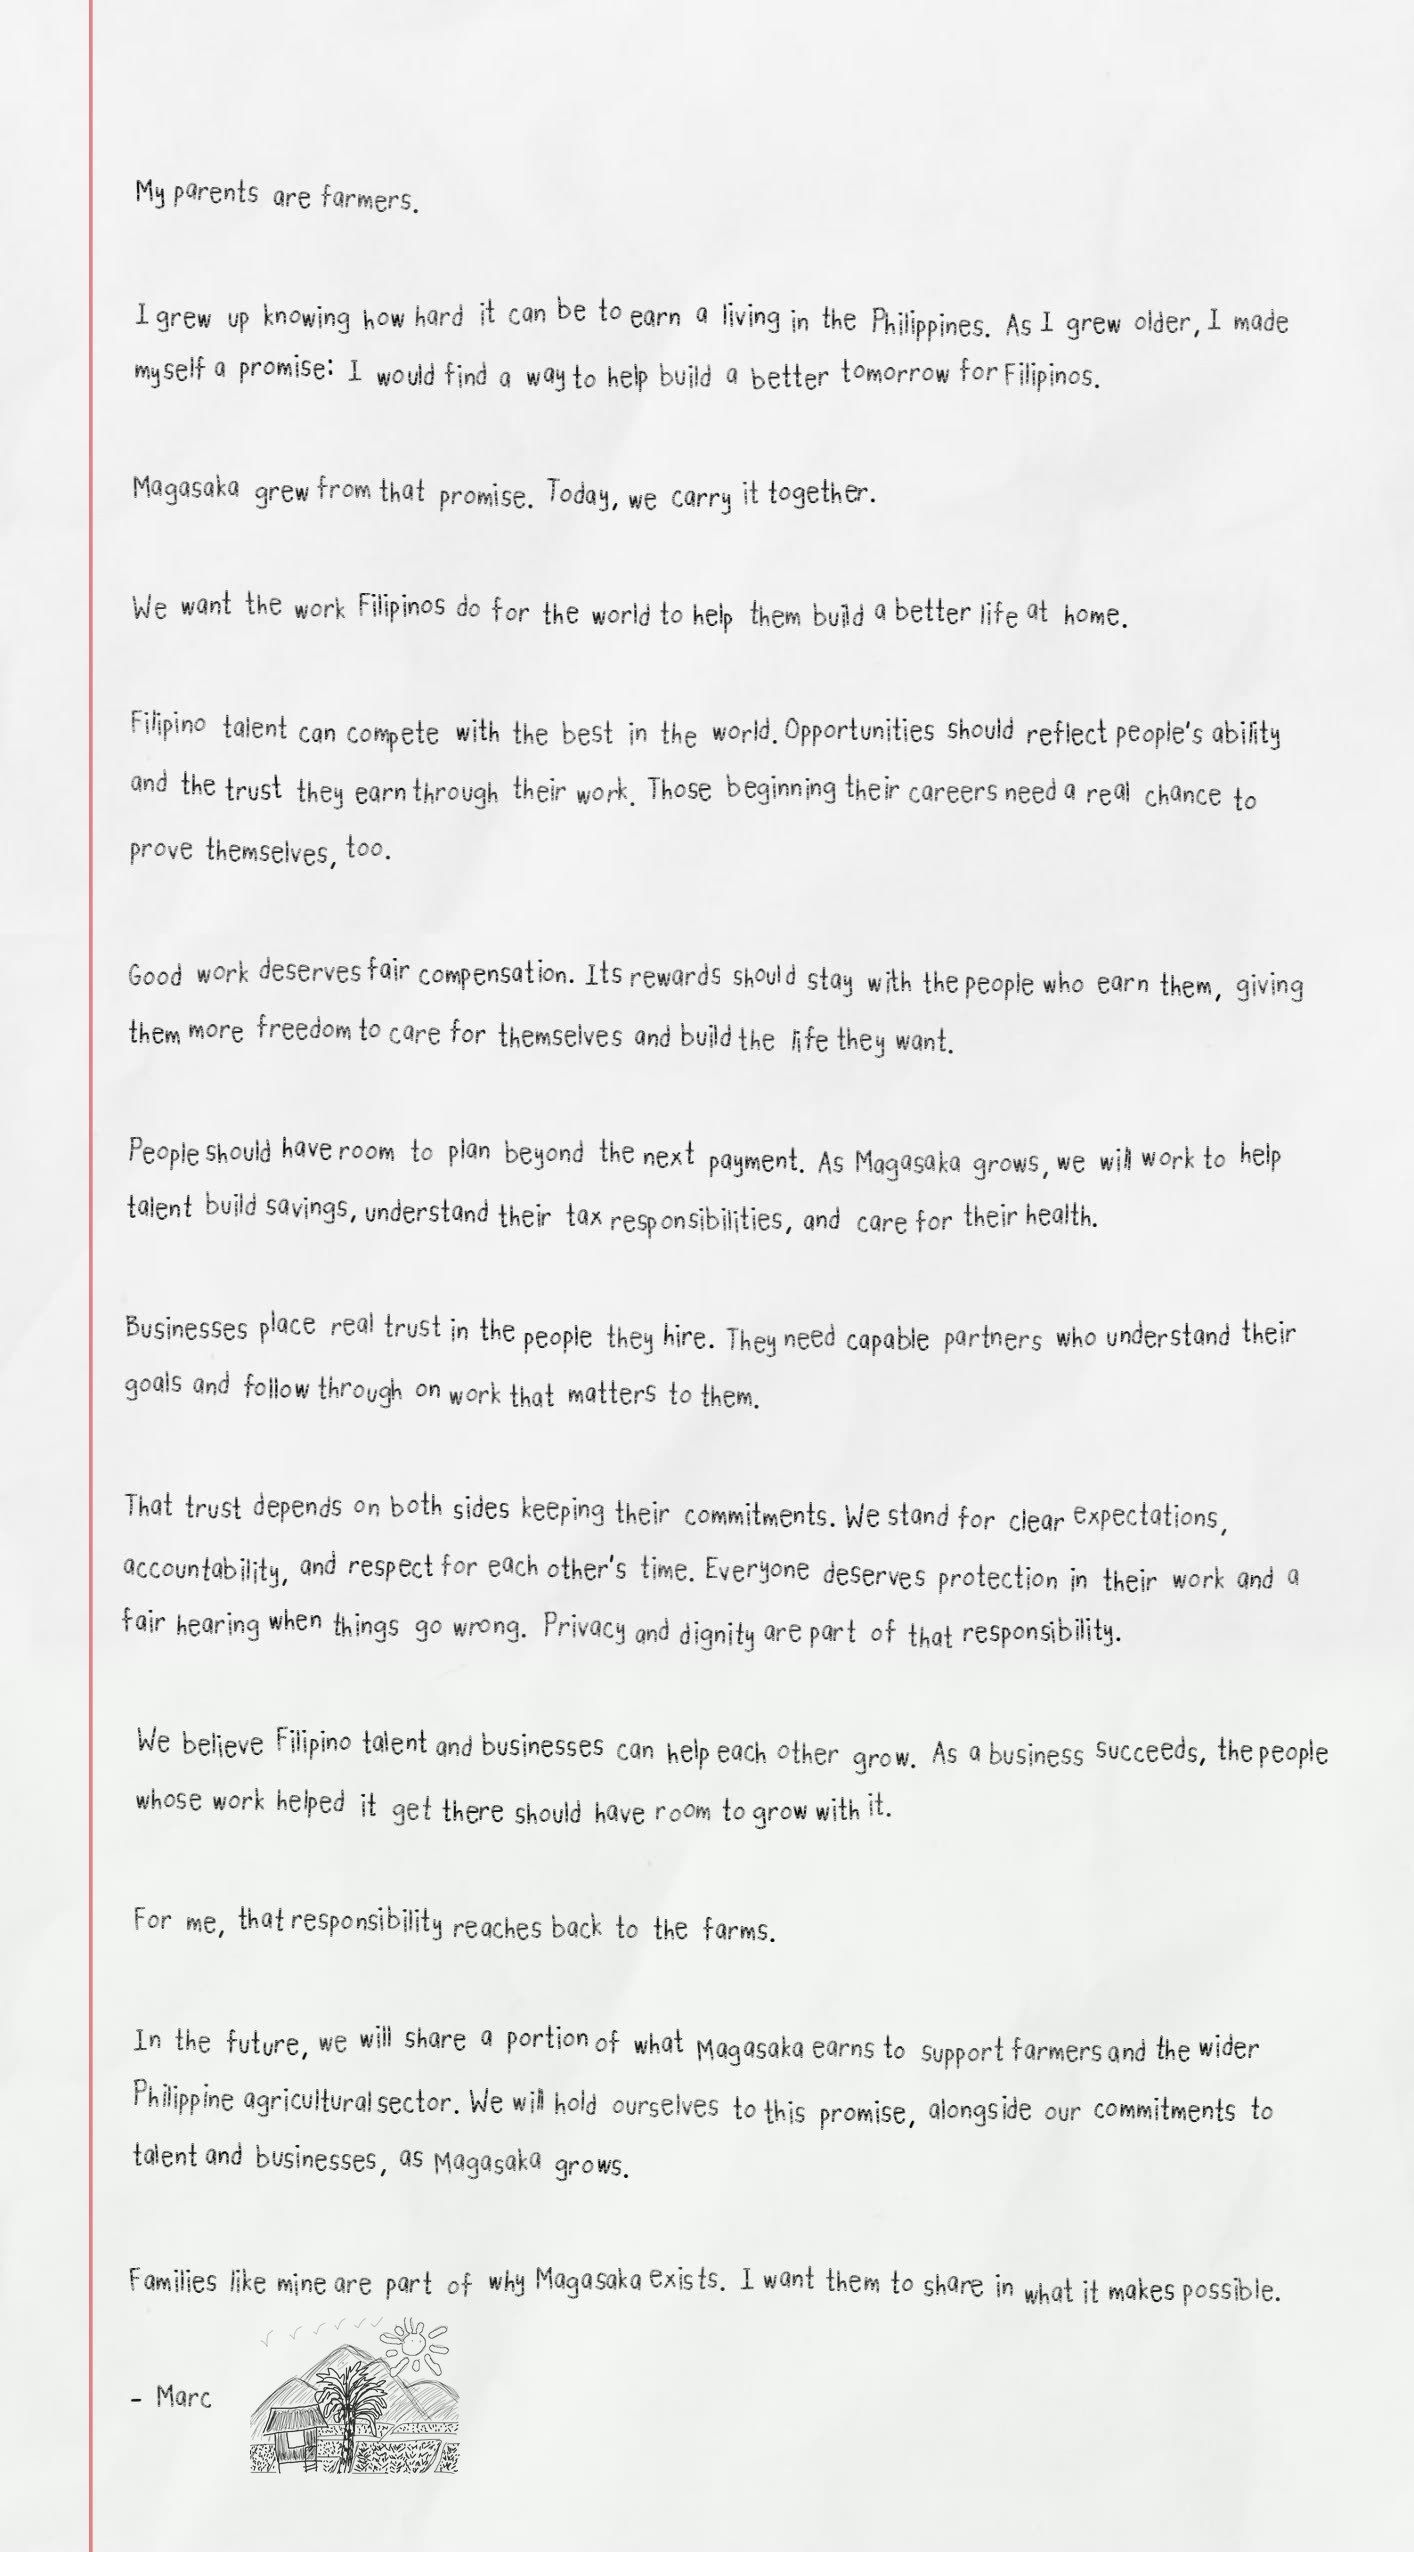 My parents are farmers.
I grew up knowing how hard it can be to earn a living in the Philippines. As I grew older, I made
myself a promise: I would find a way to help build a better tomorrow for Filipinos.
Magasaka grew from that promise. Today, we carry it together.
We want the work Filipinos do for the world to help them build a better life at home.
Filipino talent can compete with the best in the world. Opportunities should reflect people's ability
and the trust they earn through their work. Those beginning their careers need a real chance to
prove themselves, too.
Good work deserves fair compensation. Its rewards should stay with the people who earn them, giving
them more freedom to care for themselves and build the life they want.
People should have room to plan beyond the next payment. As Magasaka grows, we will work to help
talent build savings, understand their tax responsibilities, and care for their health.
Businesses place real trust in the people they hire. They need capable partners who understand their
goals and follow through on work that matters to them.
That trust depends on both sides keeping their commitments. We stand for clear expectations,
accountability, and respect for each other's time. Everyone deserves protection in their work and a
fair hearing when things go wrong. Privacy and dignity are part of that responsibility.
We believe Filipino talent and businesses can help each other grow. As a business succeeds, the people
whose work helped it get there should have room to grow with it.
For me, that responsibility reaches back to the farms.
In the future, we will share a portion of what Magasaka earns to support farmers and the wider
Philippine agricultural sector. We will hold ourselves to this promise, alongside our commitments to
talent and businesses, as Magasaka grows.
Families like mine are part of why Magasaka exists. I want them to share in what it makes possible.
- Marc